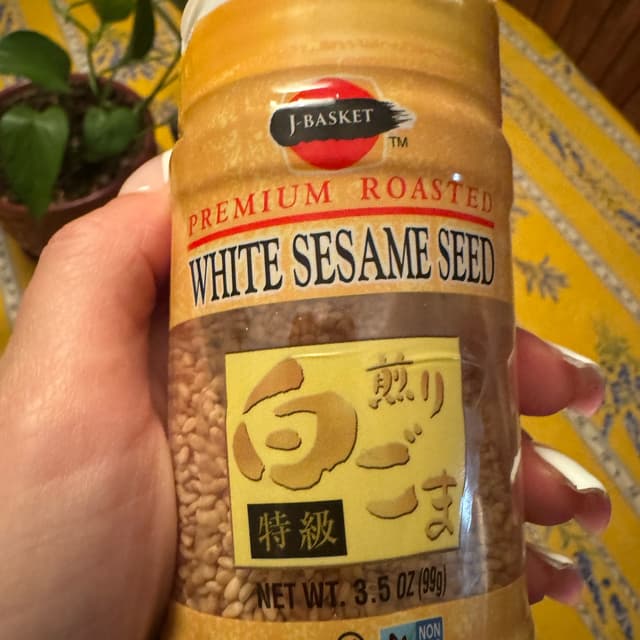 J-BASKET
TM
PREMIUM ROASTED
WHITE SESAME SEED
白
煎り
ごま
特級
NET WT. 3.5 OZ (99g)
NON